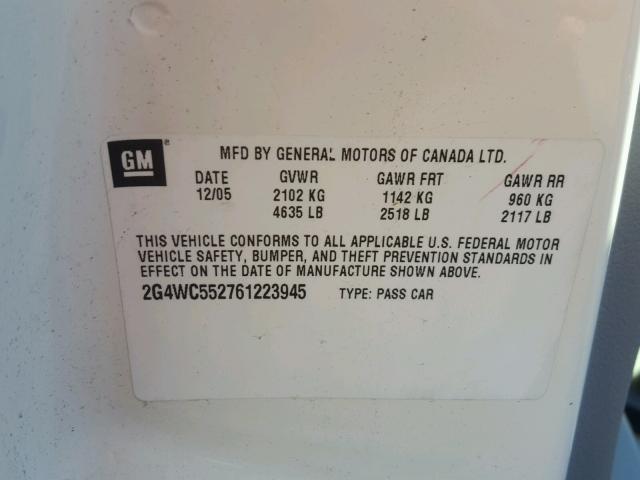 GM ®
MFD BY GENERAL MOTORS OF CANADA LTD.
DATE GVWR GAWR FRT GAWR RR
12/05 2102 KG 1142 KG 960 KG
4635 LB 2518 LB 2117 LB
THIS VEHICLE CONFORMS TO ALL APPLICABLE U.S. FEDERAL MOTOR
VEHICLE SAFETY, BUMPER, AND THEFT PREVENTION STANDARDS IN
EFFECT ON THE DATE OF MANUFACTURE SHOWN ABOVE.
2G4WC552761223945 TYPE: PASS CAR